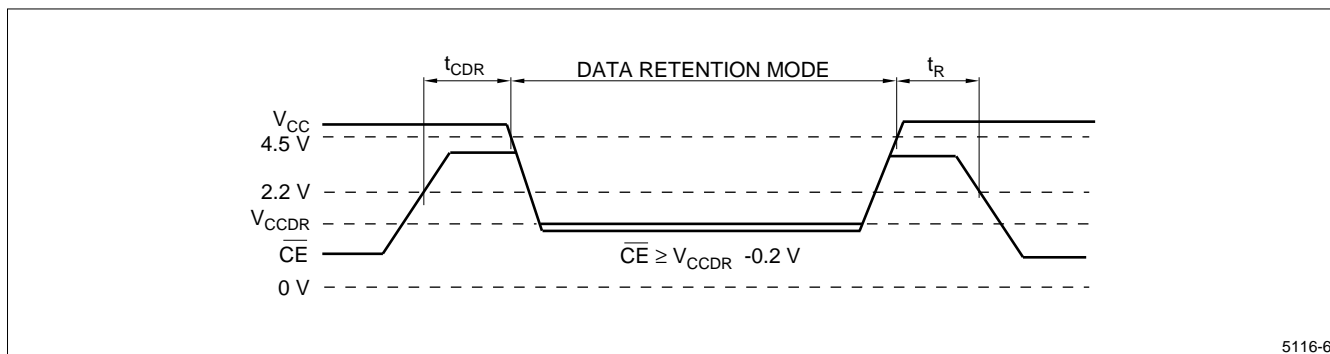 tCDR DATA RETENTION MODE tR
VCC
4.5 V
2.2 V
VCCDR
CE
CE ≥ VCCDR -0.2 V
0 V
5116-6